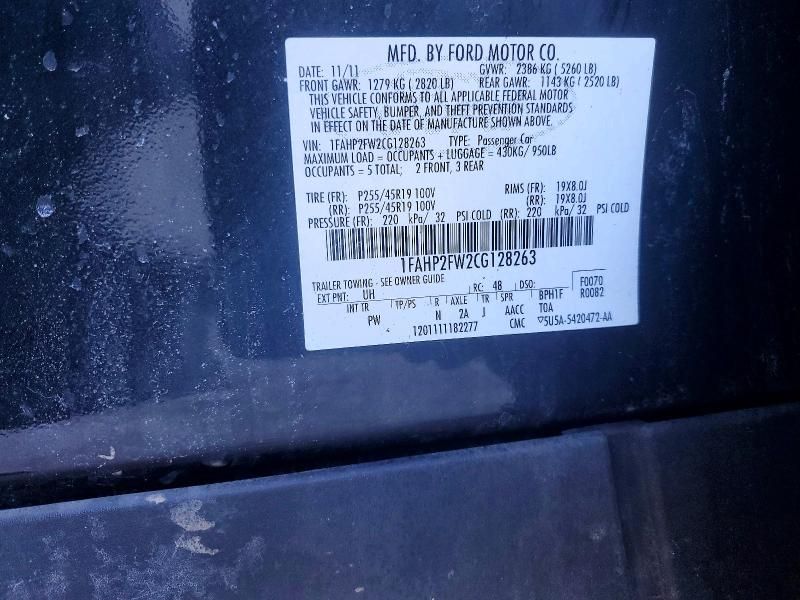 MFD. BY FORD MOTOR CO.
DATE: 11/11 GVWR: 2386 KG ( 5260 LB)
FRONT GAWR: 1279 KG ( 2820 LB) REAR GAWR: 1143 KG ( 2520 LB)
THIS VEHICLE CONFORMS TO ALL APPLICABLE FEDERAL MOTOR
VEHICLE SAFETY, BUMPER, AND THEFT PREVENTION STANDARDS
IN EFFECT ON THE DATE OF MANUFACTURE SHOWN ABOVE.
VIN: 1FAHP2FW2CG128263 TYPE: Passenger Car
MAXIMUM LOAD = OCCUPANTS + LUGGAGE = 430KG/ 950LB
OCCUPANTS = 5 TOTAL; 2 FRONT, 3 REAR
TIRE (FR): P255/45R19 100V RIMS (FR): 19X8.0J
(RR): P255/45R19 100V (RR): 19X8.0J
PRESSURE (FR): 220 kPa/ 32 PSI COLD (RR): 220 kPa/ 32 PSI COLD
1FAHP2FW2CG128263
TRAILER TOWING - SEE OWNER GUIDE
EXT PNT: UH RC: 48 DSO: F0070
INT TR TP/PS R AXLE TR SPR BPH1F R0082
PW N 2A J AACC TOA
1201111182277 CMC ▽5U5A-5420472-AA